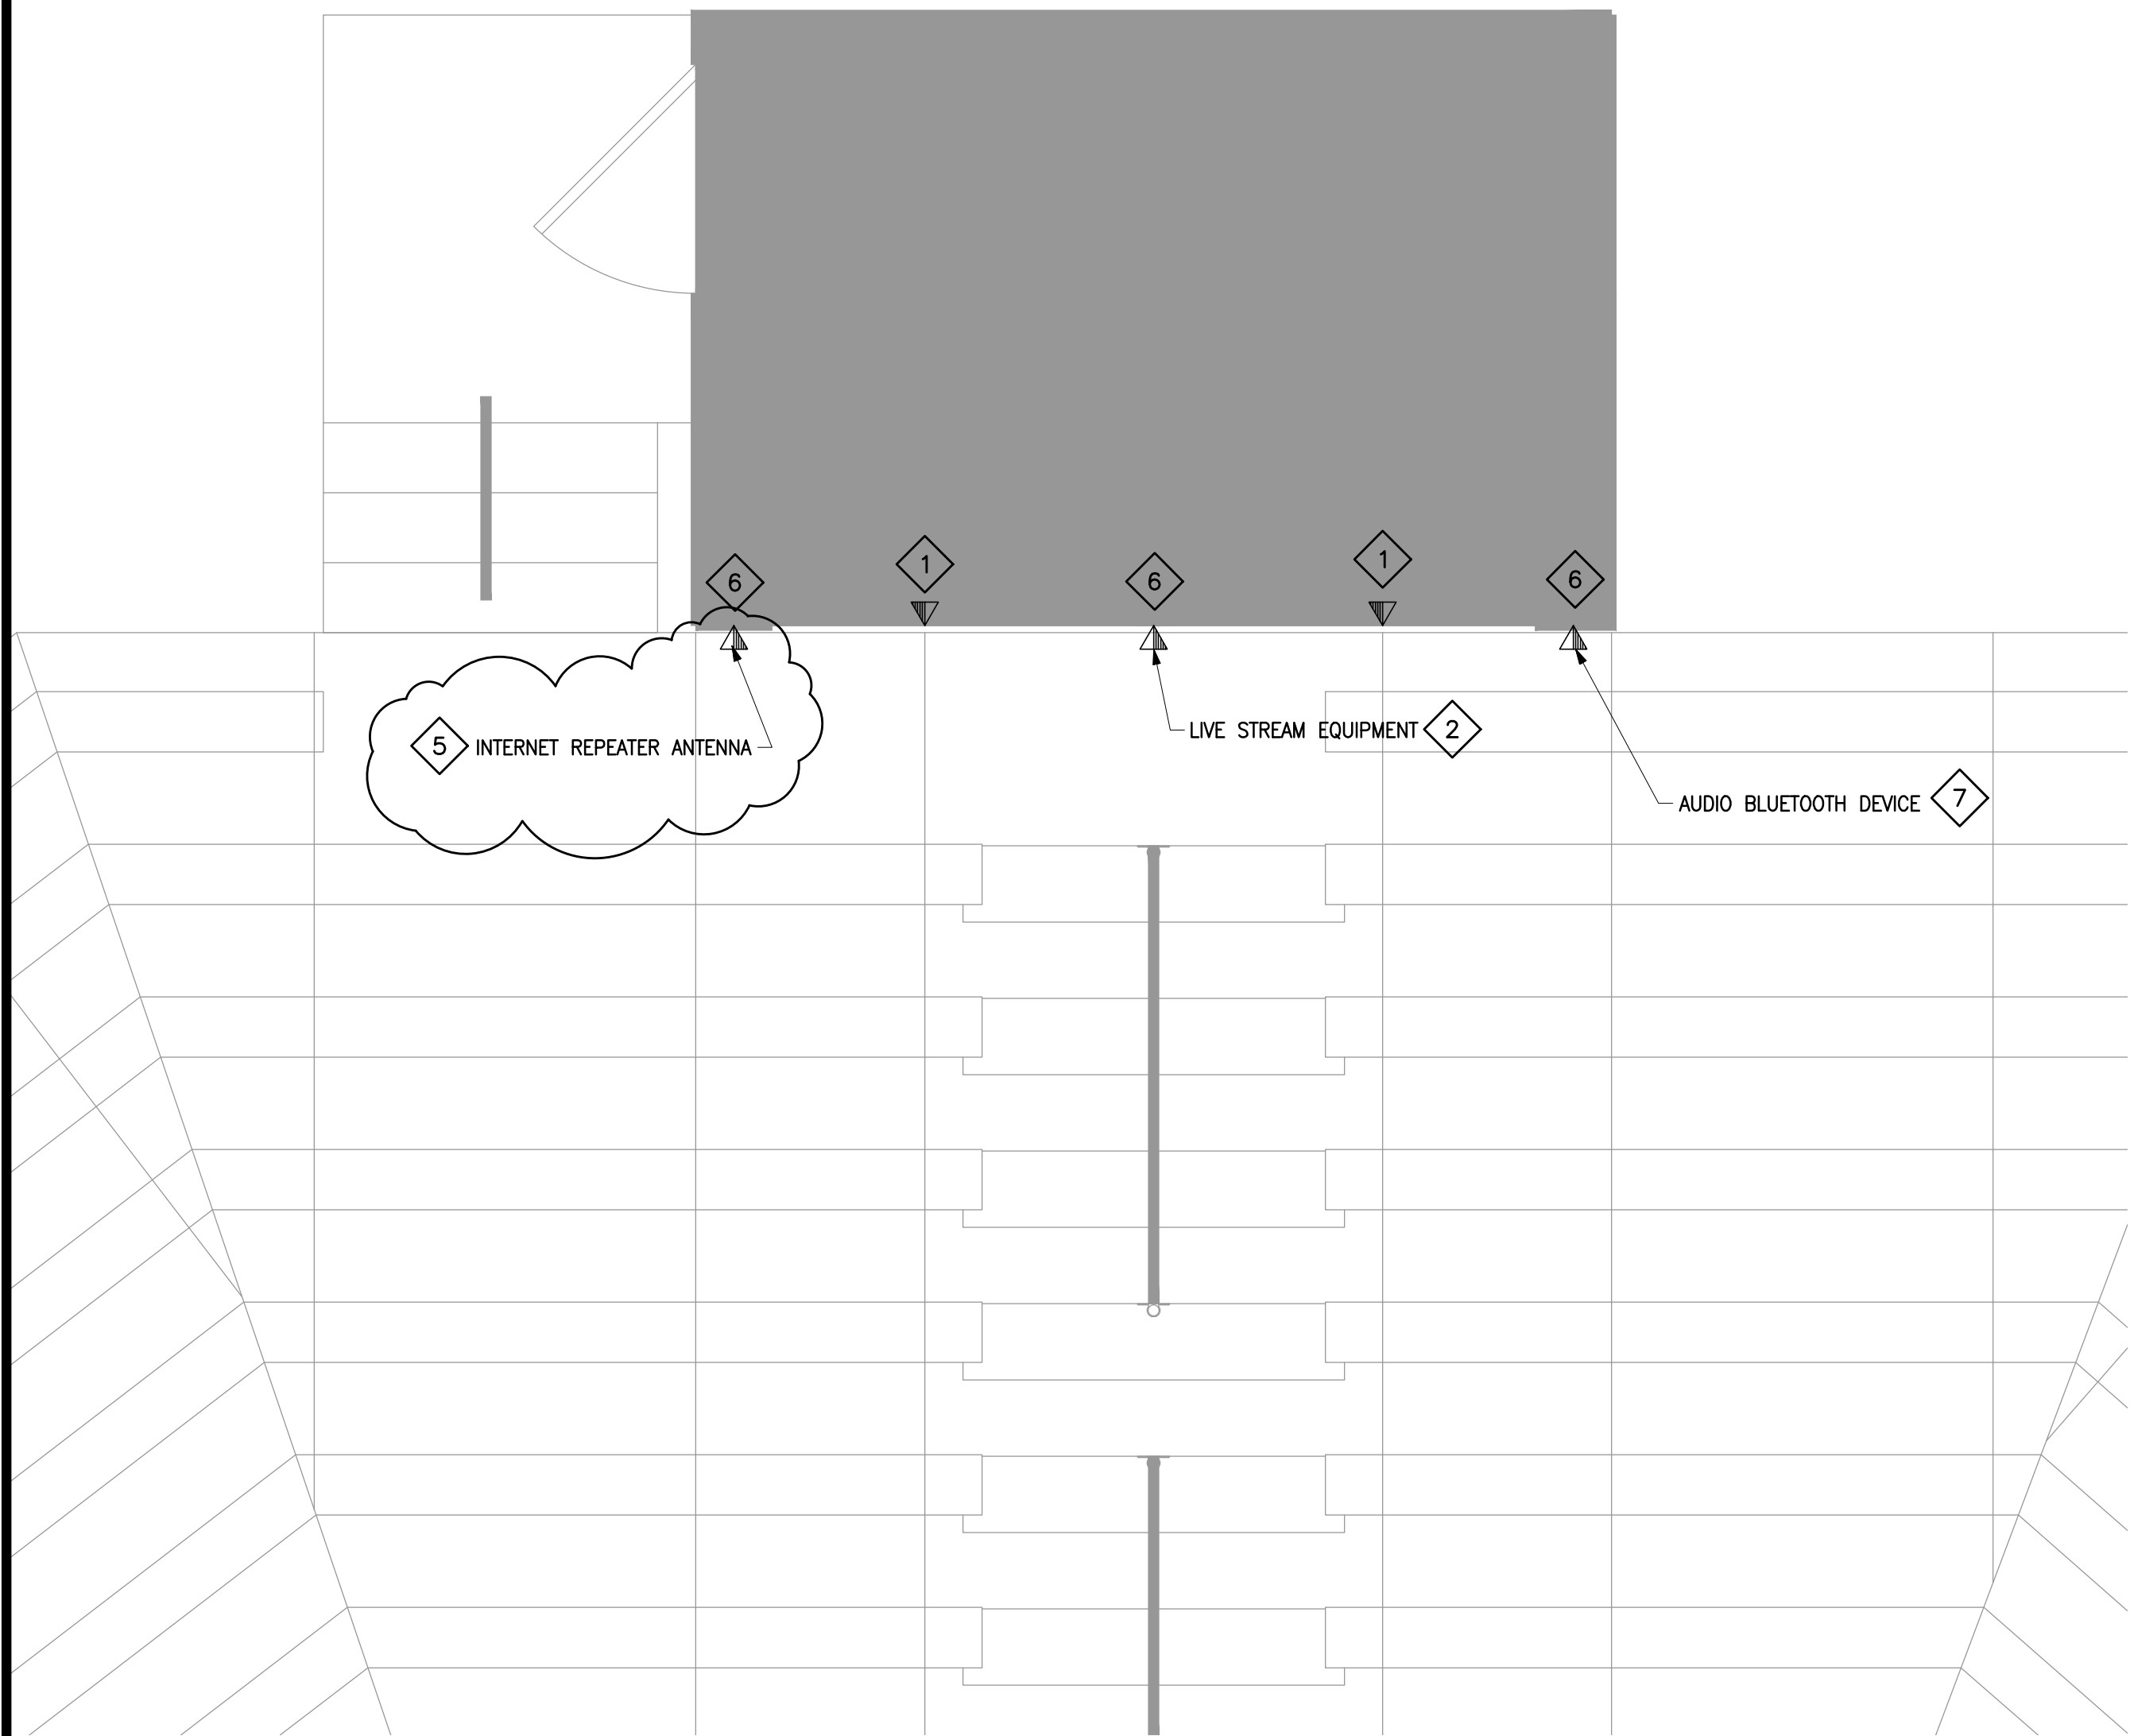 6
1
6
1
6
5 INTERNET REPEATER ANTENNA
LIVE STREAM EQUIPMENT 2
AUDIO BLUETOOTH DEVICE 7